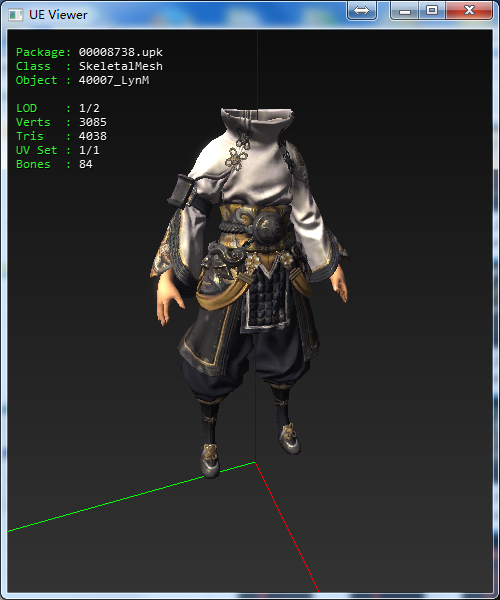 UE Viewer
Package: 00008738.upk
Class : SkeletalMesh
Object : 40007_LynM
LOD : 1/2
Verts : 3085
Tris : 4038
UV Set : 1/1
Bones : 84